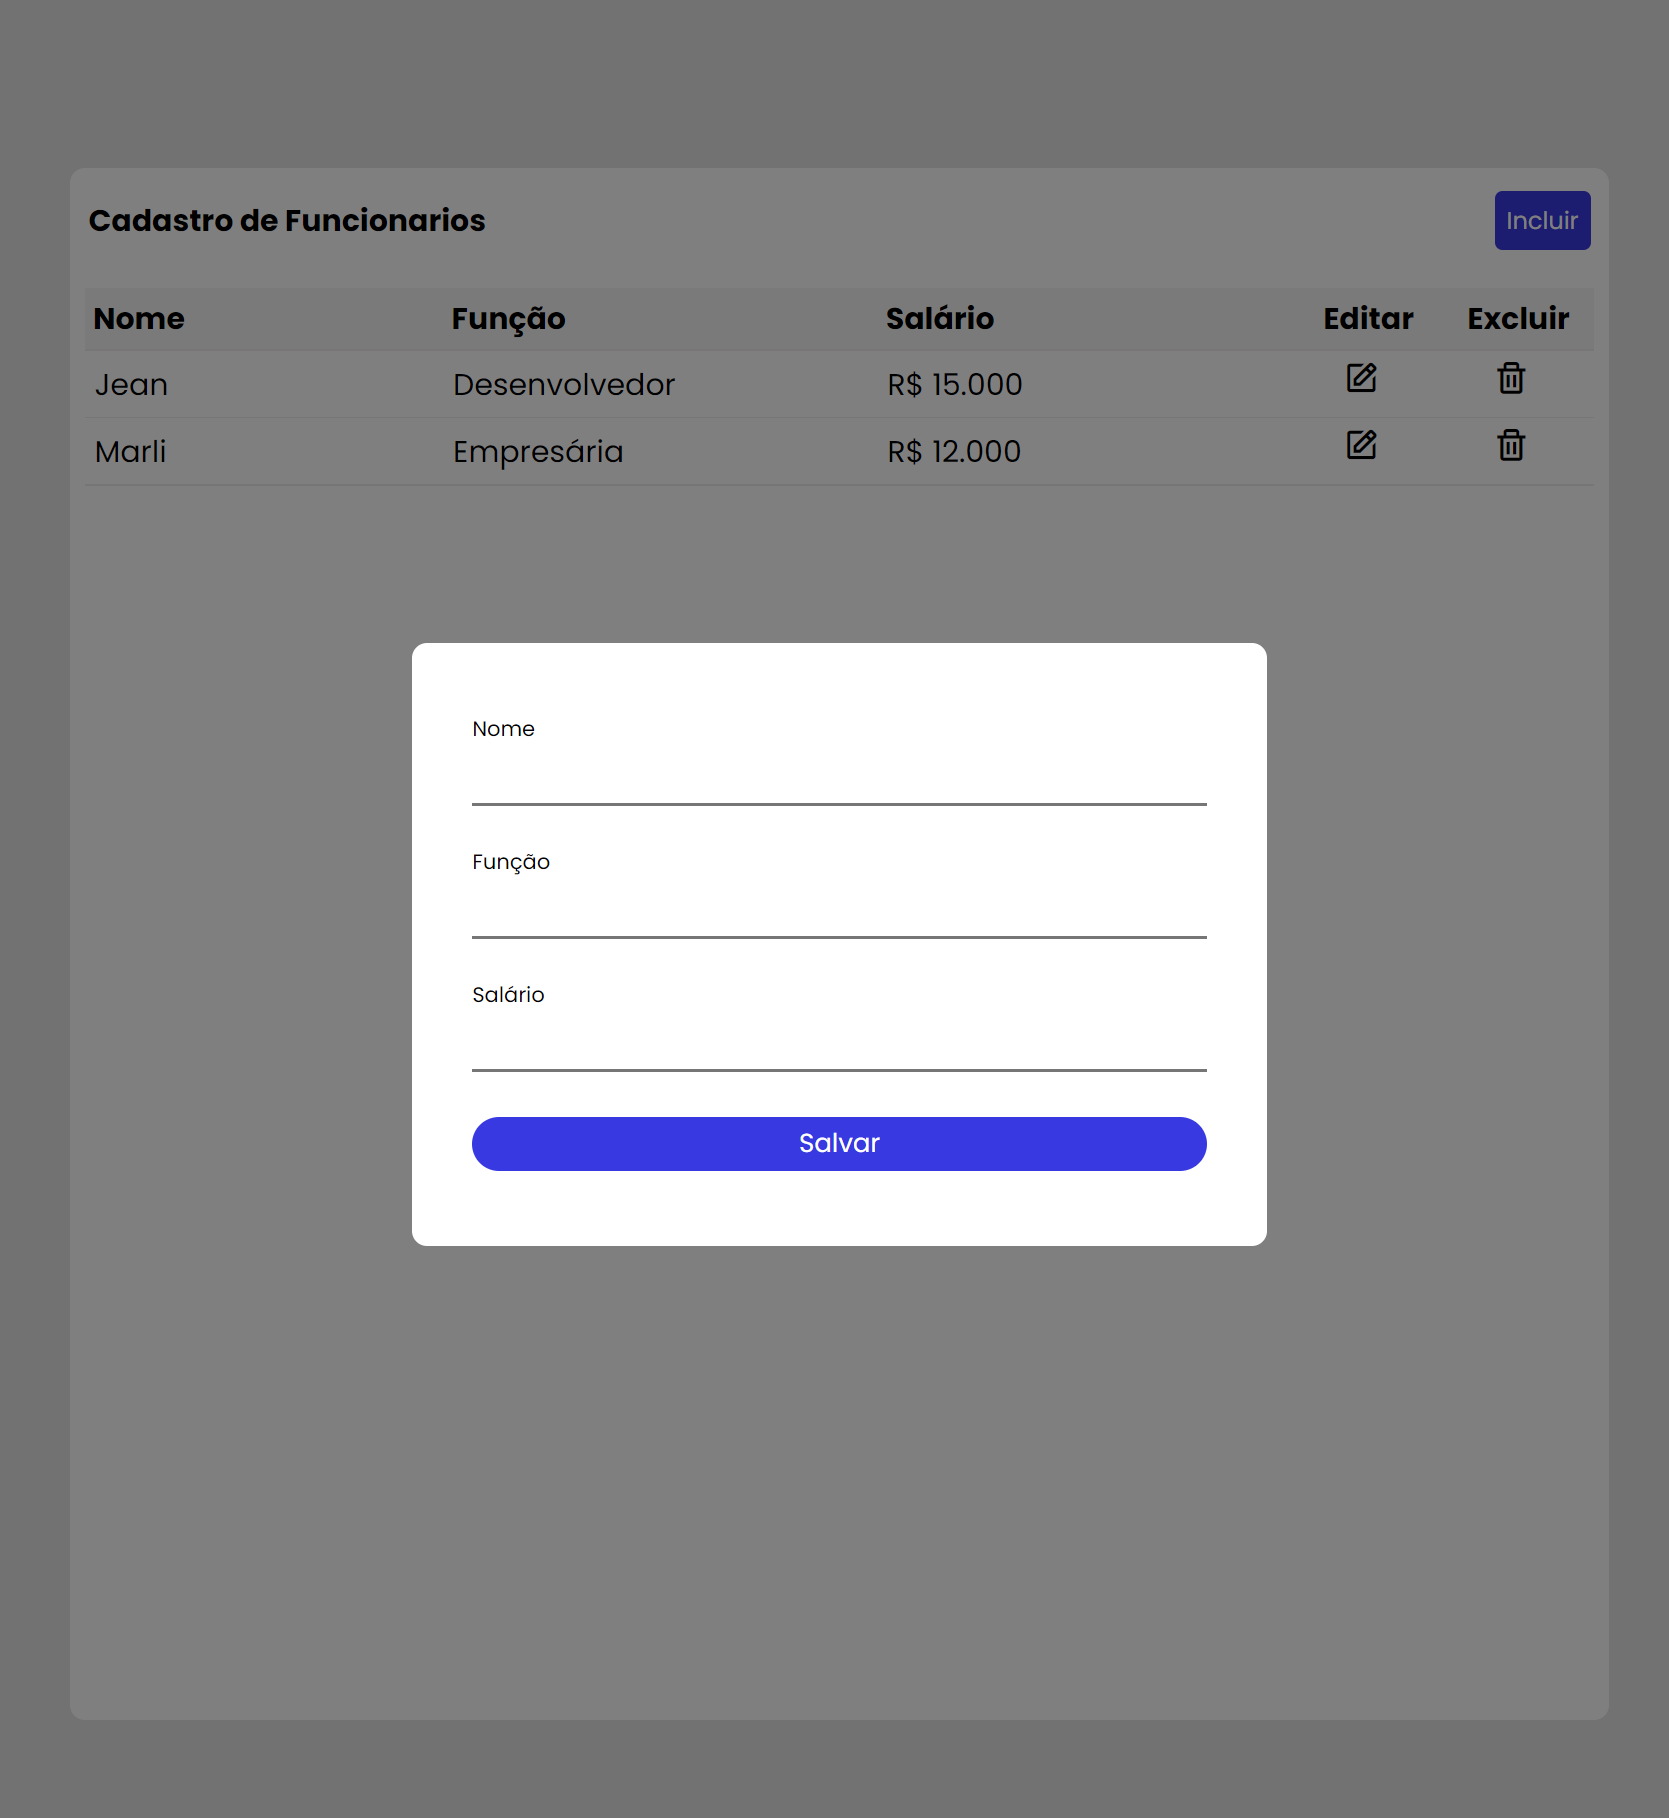 Cadastro de Funcionarios
Incluir
Nome Função Salário Editar Excluir
Jean Desenvolvedor R$ 15.000
Marli Empresária R$ 12.000
Nome
Função
Salário
Salvar